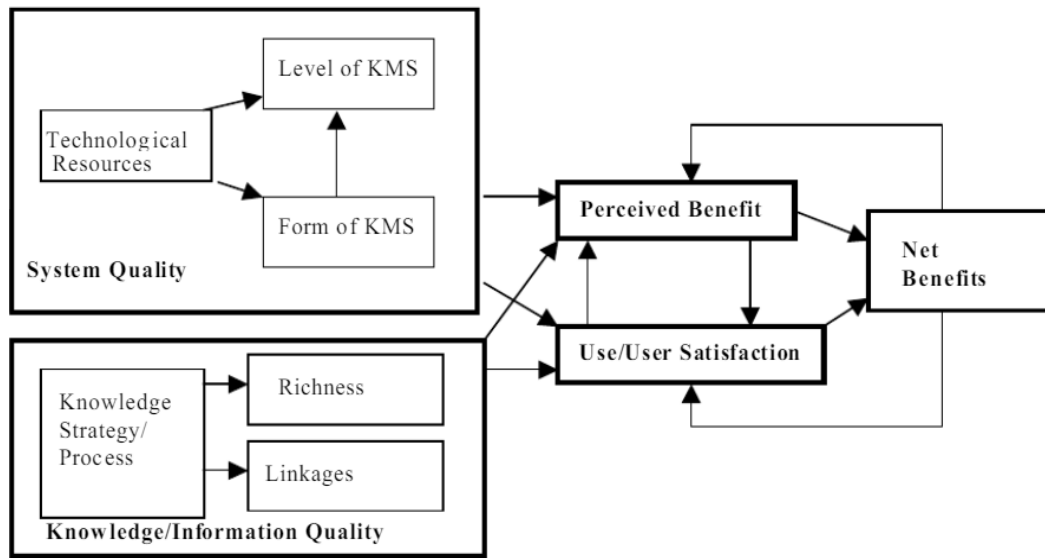 Level of KMS
Technological
Resources
Form of KMS
System Quality
Perceived Benefit
Net
Benefits
Use/User Satisfaction
Knowledge
Strategy/
Process
Richness
Linkages
Knowledge/Information Quality